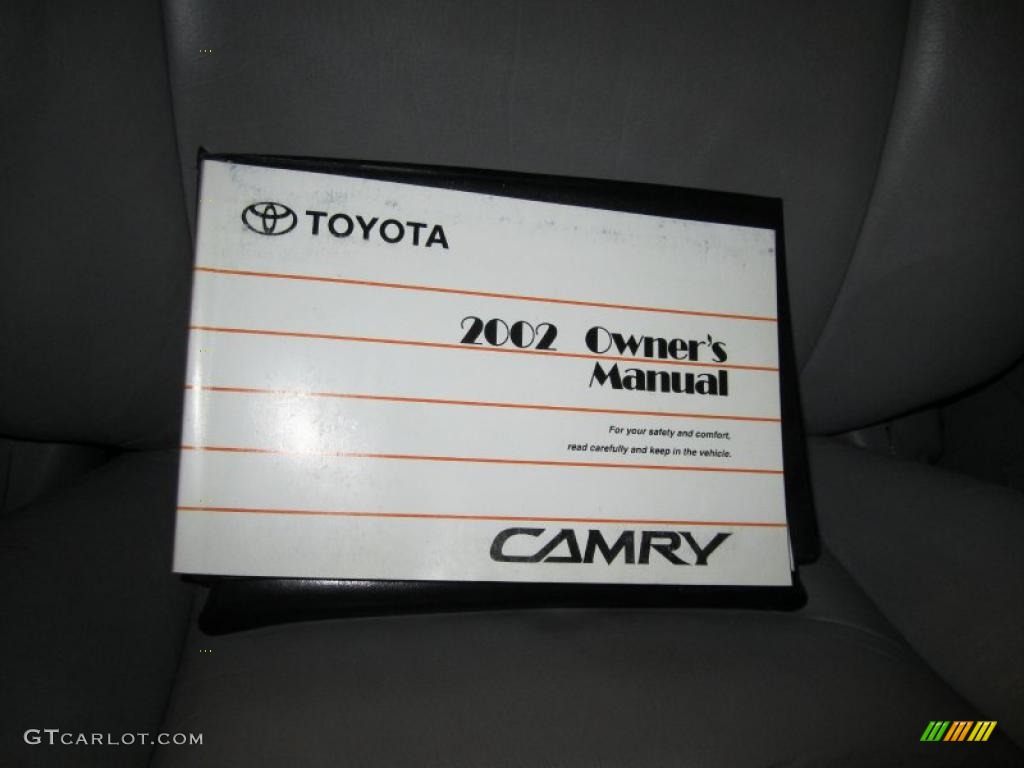 TOYOTA
2002 Owner's
Manual
For your safety and comfort,
read carefully and keep in the vehicle.
CAMRY
GTCARLOT.COM